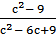 c² − 9
c² − 6c + 9